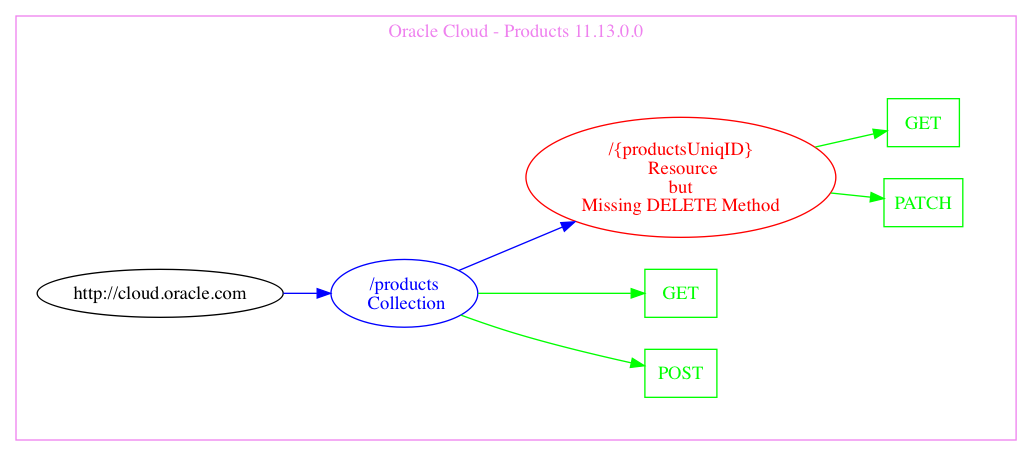 Oracle Cloud - Products 11.13.0.0
http://cloud.oracle.com
/products
Collection
/{productsUniqID}
Resource
but
Missing DELETE Method
GET
PATCH
GET
POST